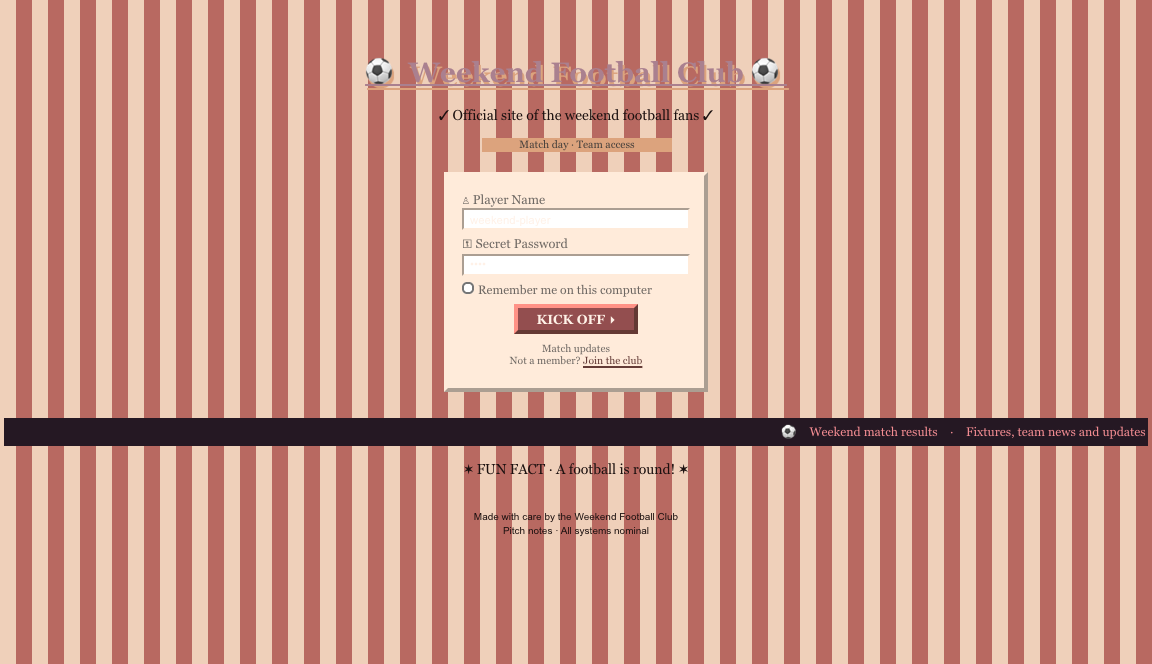 ⚽ Weekend Football Club ⚽
✓Official site of the weekend football fans✓
Match day · Team access
♙ Player Name
weekend-player
⚿ Secret Password
Remember me on this computer
KICK OFF ▸
Match updates
Not a member? Join the club
⚽ Weekend match results · Fixtures, team news and updates
✶ FUN FACT · A football is round! ✶
Made with care by the Weekend Football Club
Pitch notes · All systems nominal